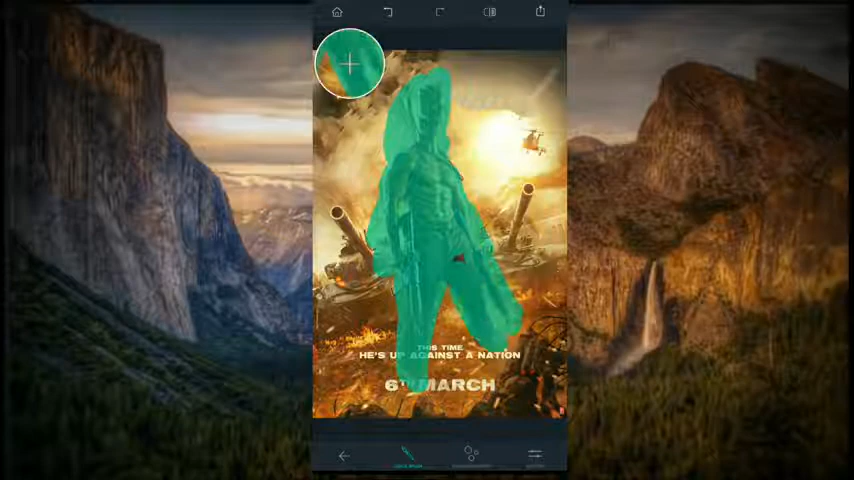 THIS TIME
HE'S UP AGAINST A NATION
6TH MARCH